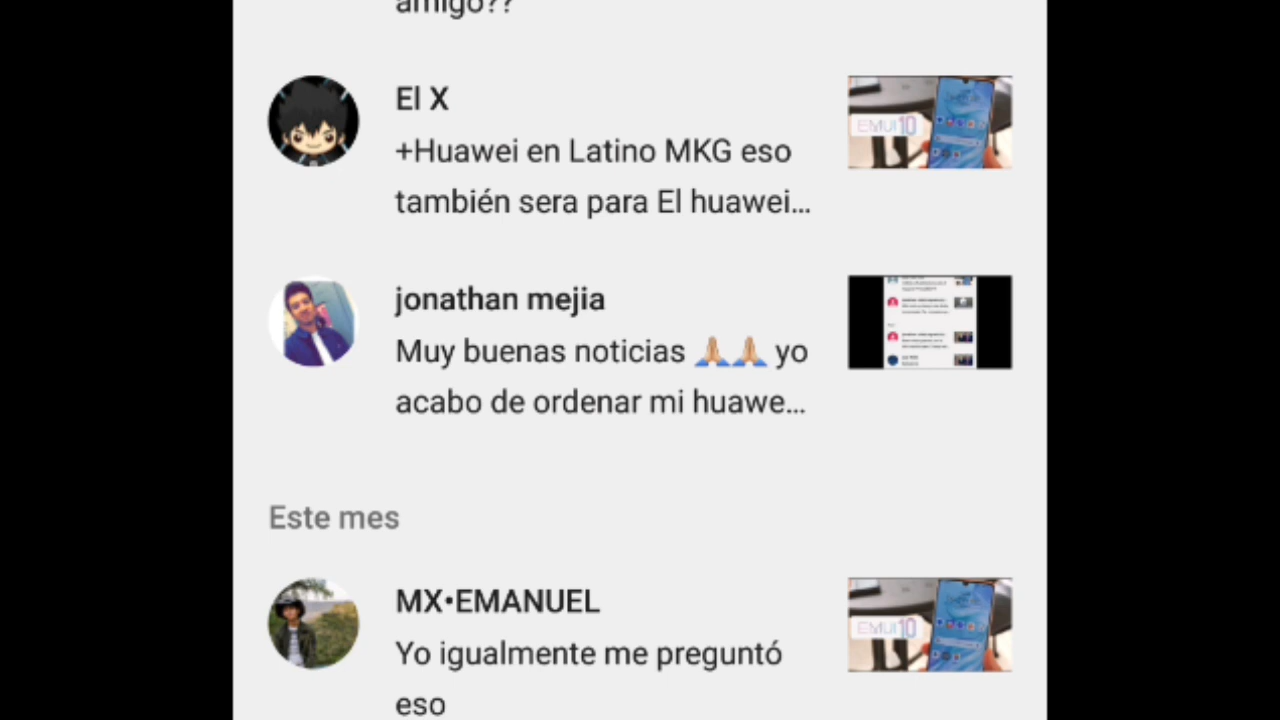 amigo??
El X
+Huawei en Latino MKG eso
también sera para El huawei...
EMUI10
jonathan mejia
Muy buenas noticias 🙏🙏 yo
acabo de ordenar mi huawe...
Este mes
MX•EMANUEL
Yo igualmente me preguntó
eso
EMUI10